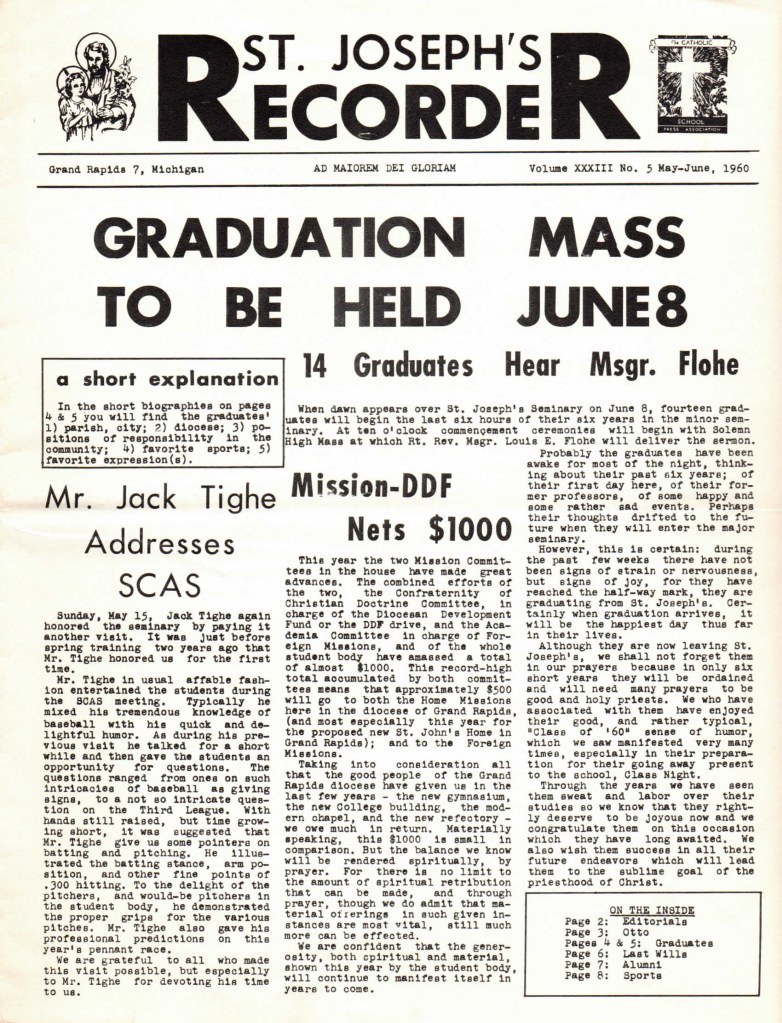 ST. JOSEPH'S
RECORDER
The CATHOLIC
SCHOOL
PRESS ASSOCIATION
Grand Rapids 7, Michigan
AD MAIOREM DEI GLORIAM
Volume XXXIII No. 5 May-June, 1960
GRADUATION MASS
TO BE HELD JUNE 8
14 Graduates Hear Msgr. Flohe
a short explanation
In the short biographies on pages
4 & 5 you will find the graduates'
1) parish, city; 2) diocese; 3) po-
sitions of responsibility in the
community; 4) favorite sports; 5)
favorite expression(s).
When dawn appears over St. Joseph's Seminary on June 8, fourteen grad-
uates will begin the last six hours of their six years in the minor sem-
inary. At ten o'clock commencement ceremonies will begin with Solemn
High Mass at which Rt. Rev. Msgr. Louis E. Flohe will deliver the sermon.
Probably the graduates have been
awake for most of the night, think-
ing about their past six years; of
their first day here, of their for-
mer professors, of some happy and
some rather sad events. Perhaps
their thoughts drifted to the fu-
ture when they will enter the major
seminary.
However, this is certain: during
the past few weeks there have not
been signs of strain or nervousness,
but signs of joy, for they have
reached the half-way mark, they are
graduating from St. Joseph's. Cer-
tainly when graduation arrives, it
will be the happiest day thus far
in their lives.
Although they are now leaving St.
Joseph's, we shall not forget them
in our prayers because in only six
short years they will be ordained
and will need many prayers to be
good and holy priests. We who have
associated with them have enjoyed
their good, and rather typical,
"Class of '60" sense of humor,
which we saw manifested very many
times, especially in their prepara-
tion for their going away present
to the school, Class Night.
Through the years we have seen
them sweat and labor over their
studies so we know that they right-
ly deserve to be joyous now and we
congratulate them on this occasion
which they have long awaited. We
also wish them success in all their
future endeavors which will lead
them to the sublime goal of the
priesthood of Christ.
Mr. Jack Tighe
Addresses
SCAS
Sunday, May 15, Jack Tighe again
honored the seminary by paying it
another visit. It was just before
spring training two years ago that
Mr. Tighe honored us for the first
time.
Mr. Tighe in usual affable fash-
ion entertained the students during
the SCAS meeting. Typically he
mixed his tremendous knowledge of
baseball with his quick and de-
lightful humor. As during his pre-
vious visit he talked for a short
while and then gave the students an
opportunity for questions. The
questions ranged from ones on such
intricacies of baseball as giving
signs, to a not so intricate ques-
tion on the Third League. With
hands still raised, but time grow-
ing short, it was suggested that
Mr. Tighe give us some pointers on
batting and pitching. He illus-
trated the batting stance, arm po-
sition, and other fine points of
.300 hitting. To the delight of the
pitchers, and would-be pitchers in
the student body, he demonstrated
the proper grips for the various
pitches. Mr. Tighe also gave his
professional predictions on this
year's pennant race.
We are grateful to all who made
this visit possible, but especially
to Mr. Tighe for devoting his time
to us.
Mission-DDF
Nets $1000
This year the two Mission Commit-
tees in the house have made great
advances. The combined efforts of
the two, the Confraternity of
Christian Doctrine Committee, in
charge of the Diocesan Development
Fund or the DDF drive, and the Aca-
demia Committee in charge of For-
eign Missions, and of the whole
student body have amassed a total
of almost $1000. This record-high
total accumulated by both commit-
tees means that approximately $500
will go to both the Home Missions
here in the diocese of Grand Rapids,
(and most especially this year for
the proposed new St. John's Home in
Grand Rapids); and to the Foreign
Missions.
Taking into consideration all
that the good people of the Grand
Rapids diocese have given us in the
last few years - the new gymnasium,
the new College building, the mod-
ern chapel, and the new refectory -
we owe much in return. Materially
speaking, this $1000 is small in
comparison. But the balance we know
will be rendered spiritually, by
prayer. For there is no limit to
the amount of spiritual retribution
that can be made, and through
prayer, though we do admit that ma-
terial offerings in such given in-
stances are most vital, still much
more can be effected.
We are confident that the gener-
osity, both spiritual and material,
shown this year by the student body,
will continue to manifest itself in
years to come.
ON THE INSIDE
Page 2: Editorials
Page 3: Otto
Pages 4 & 5: Graduates
Page 6: Last Wills
Page 7: Alumni
Page 8: Sports